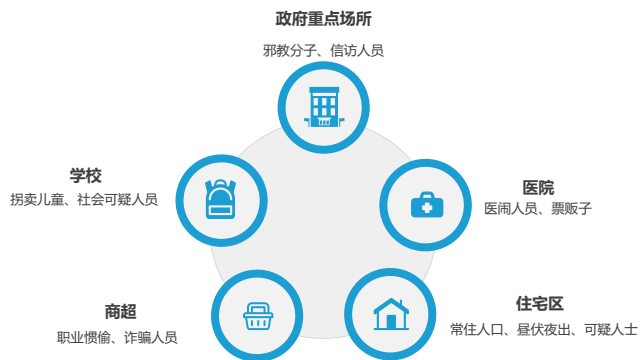 政府重点场所
邪教分子、信访人员
学校
拐卖儿童、社会可疑人员
医院
医闹人员、票贩子
商超
职业惯偷、诈骗人员
住宅区
常住人口、昼伏夜出、可疑人士